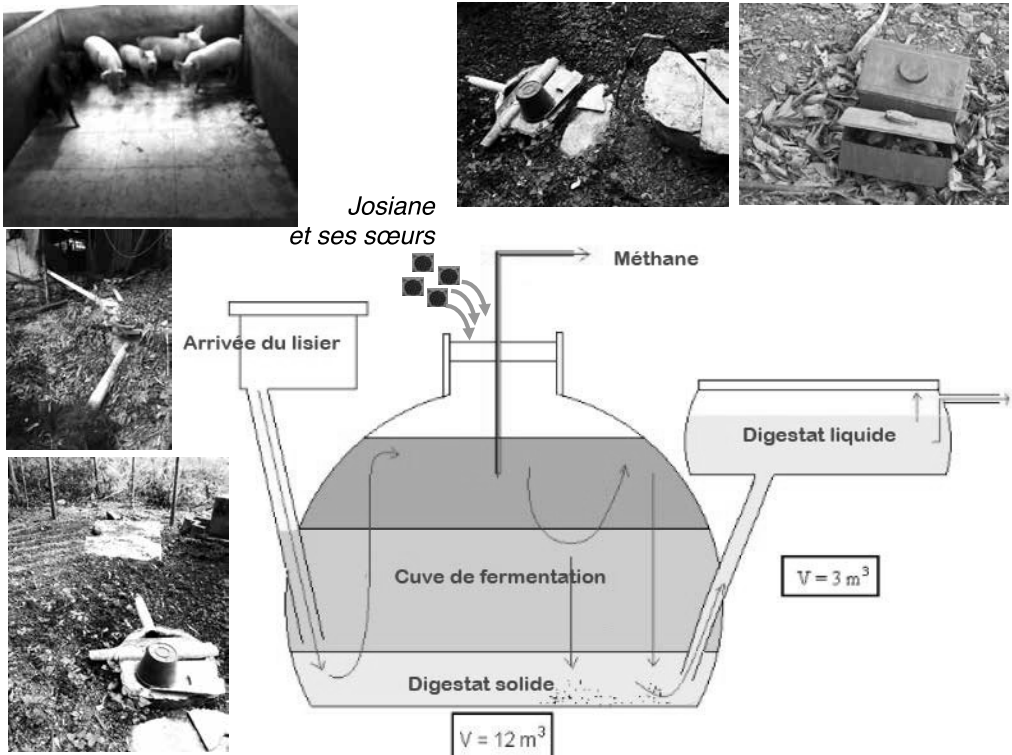 Josiane
et ses sœurs
Méthane
Arrivée du lisier
Digestat liquide
Cuve de fermentation
V = 3 m³
Digestat solide
V = 12 m³